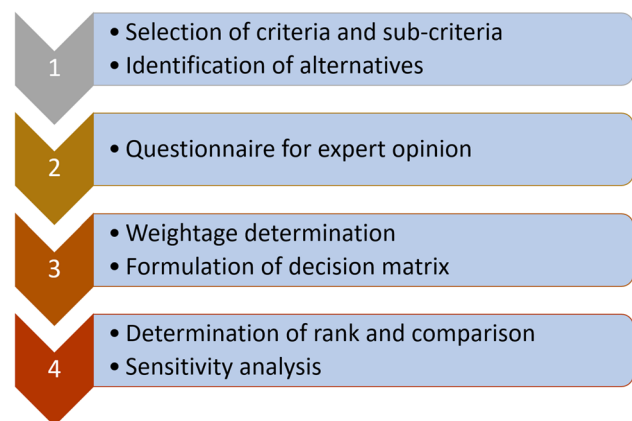 1
• Selection of criteria and sub-criteria
• Identification of alternatives
2
• Questionnaire for expert opinion
3
• Weightage determination
• Formulation of decision matrix
4
• Determination of rank and comparison
• Sensitivity analysis